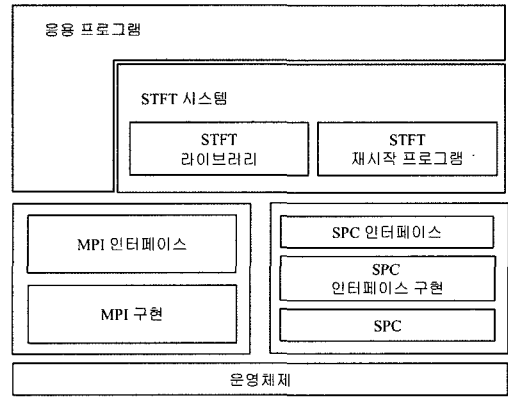 응용 프로그램
STFT 시스템
STFT
라이브러리
STFT
재시작 프로그램
MPI 인터페이스
MPI 구현
SPC 인터페이스
SPC
인터페이스 구현
SPC
운영체제